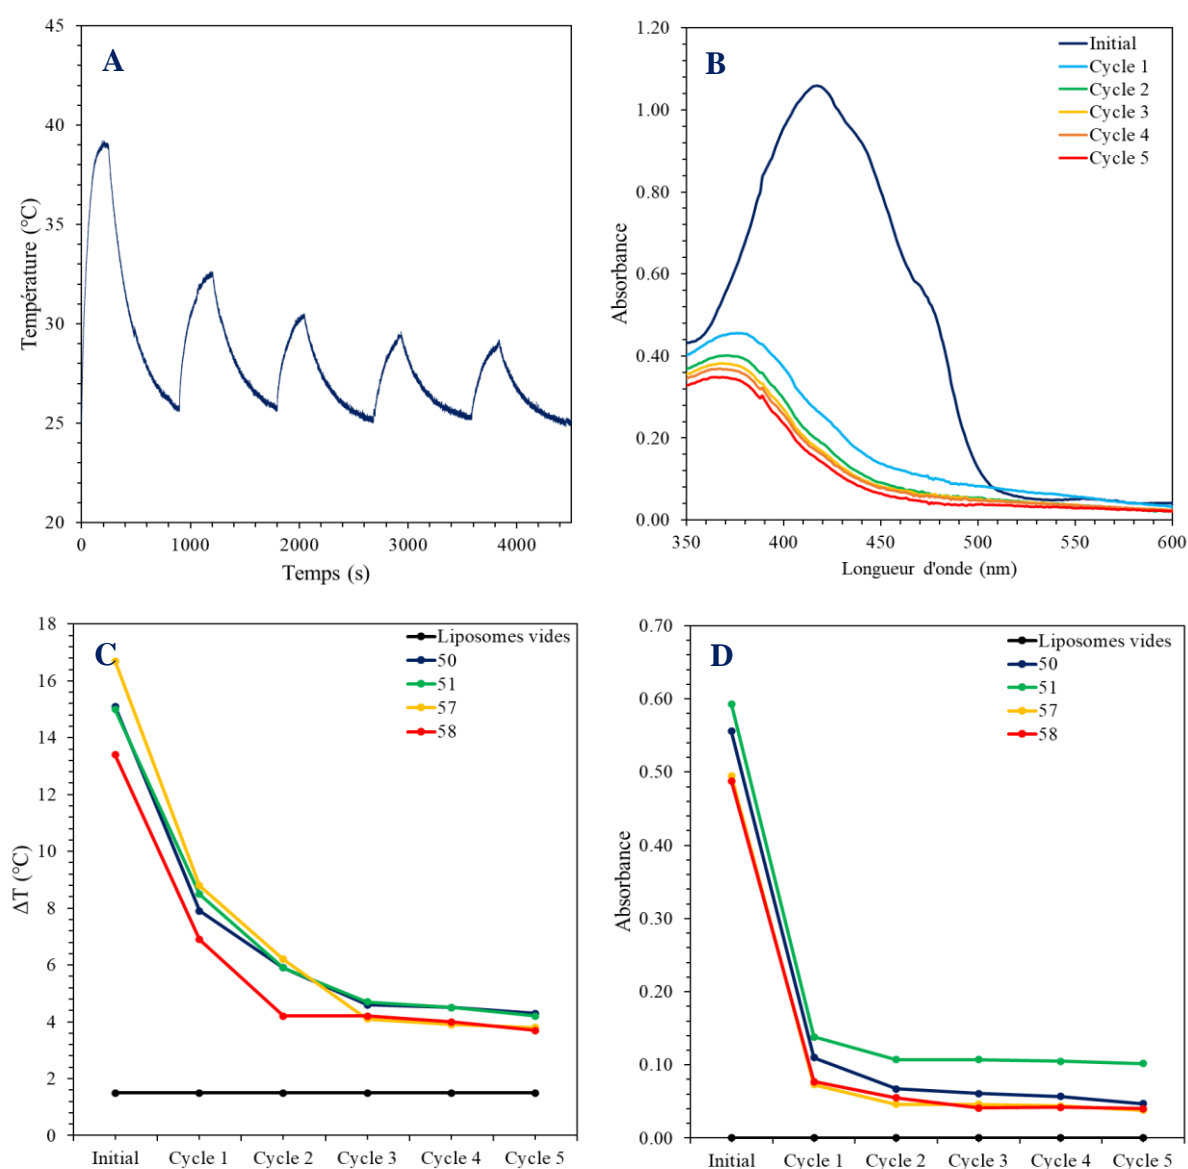 A
45
40
35
30
25
20
0
1000
2000
3000
4000
Température (°C)
Temps (s)
B
1.20
1.00
0.80
0.60
0.40
0.20
0.00
350
400
450
500
550
600
Absorbance
Longueur d'onde (nm)
Initial
Cycle 1
Cycle 2
Cycle 3
Cycle 4
Cycle 5
C
18
16
14
12
10
8
6
4
2
0
ΔT (°C)
Liposomes vides
50
51
57
58
Initial Cycle 1 Cycle 2 Cycle 3 Cycle 4 Cycle 5
D
0.70
0.60
0.50
0.40
0.30
0.20
0.10
0.00
Absorbance
Liposomes vides
50
51
57
58
Initial Cycle 1 Cycle 2 Cycle 3 Cycle 4 Cycle 5